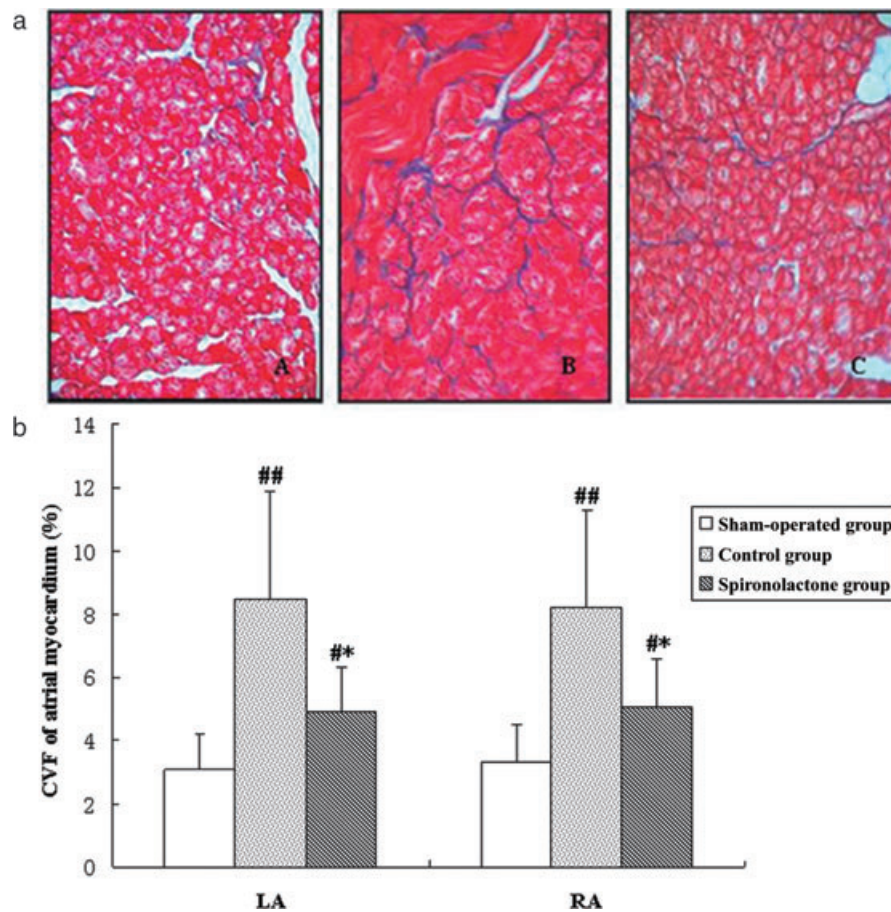 a
A
B
C
b
CVF of atrial myocardium (%)
14
12
10
8
6
4
2
0
##
#*
##
#*
LA
RA
Sham-operated group
Control group
Spironolactone group